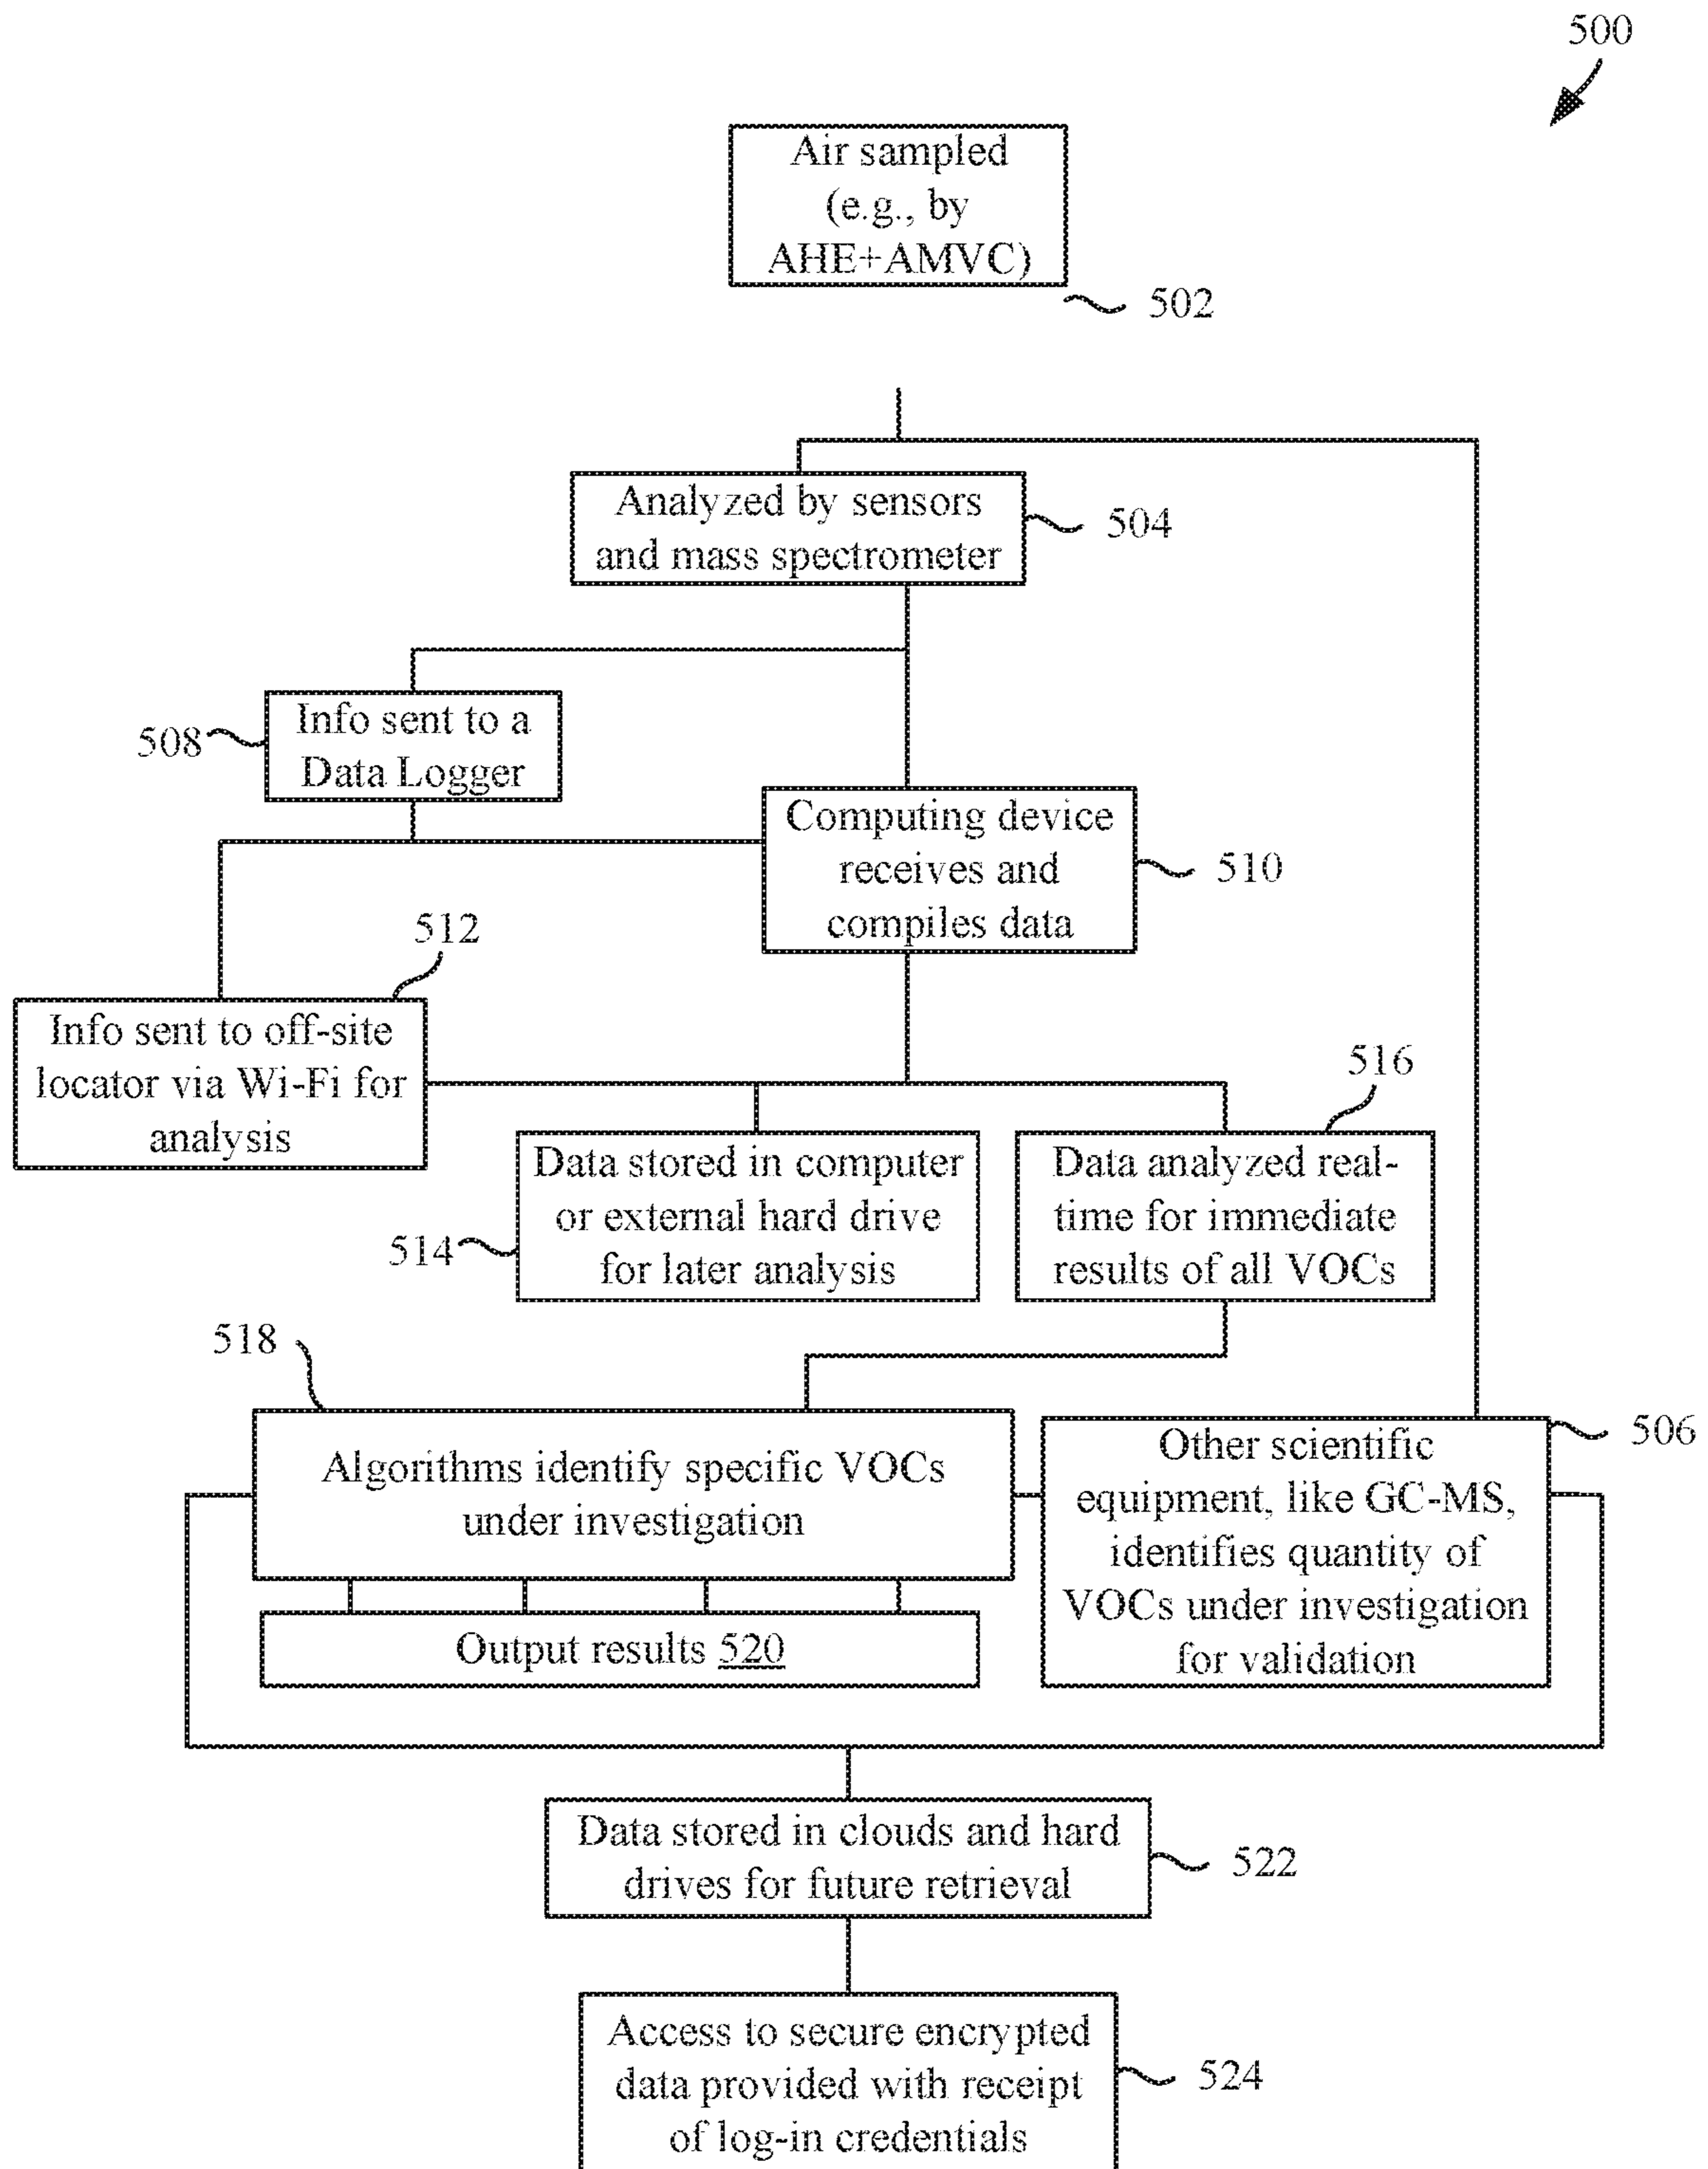 500
Air sampled
(e.g., by
AHE+AMVC)
502
Analyzed by sensors
and mass spectrometer
504
Info sent to a
Data Logger
508
Computing device
receives and
compiles data
510
512
Info sent to off-site
locator via Wi-Fi for
analysis
516
Data stored in computer
or external hard drive
for later analysis
514
Data analyzed real-
time for immediate
results of all VOCs
518
Algorithms identify specific VOCs
under investigation
506
Other scientific
equipment, like GC-MS,
identifies quantity of
VOCs under investigation
for validation
Output results 520
Data stored in clouds and hard
drives for future retrieval
522
Access to secure encrypted
data provided with receipt
of log-in credentials
524